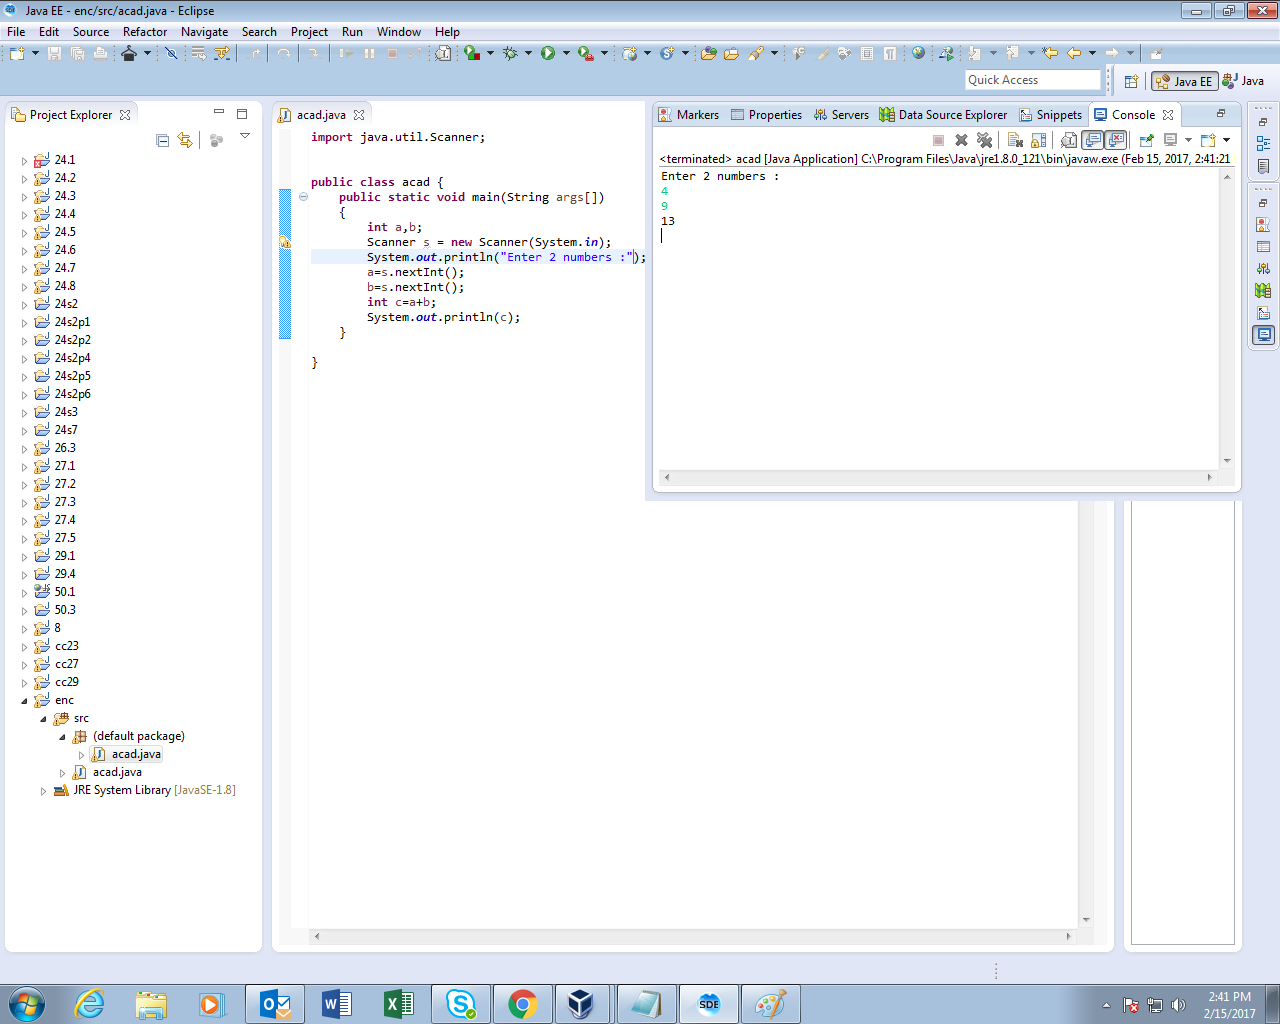 Java EE - enc/src/acad.java - Eclipse
File Edit Source Refactor Navigate Search Project Run Window Help
Quick Access
Java EE
Java
Project Explorer
24.1
24.2
24.3
24.4
24.5
24.6
24.7
24.8
24s2
24s2p1
24s2p2
24s2p4
24s2p5
24s2p6
24s3
24s7
26.3
27.1
27.2
27.3
27.4
27.5
29.1
29.4
50.1
50.3
8
cc23
cc27
cc29
enc
src
(default package)
acad.java
acad.java
JRE System Library [JavaSE-1.8]
acad.java
import java.util.Scanner;
public class acad {
public static void main(String args[])
{
int a,b;
Scanner s = new Scanner(System.in);
System.out.println("Enter 2 numbers :");
a=s.nextInt();
b=s.nextInt();
int c=a+b;
System.out.println(c);
}
}
Markers Properties Servers Data Source Explorer Snippets Console
<terminated> acad [Java Application] C:\Program Files\Java\jre1.8.0_121\bin\javaw.exe (Feb 15, 2017, 2:41:21
Enter 2 numbers :
4
9
13
SDE
2:41 PM
2/15/2017